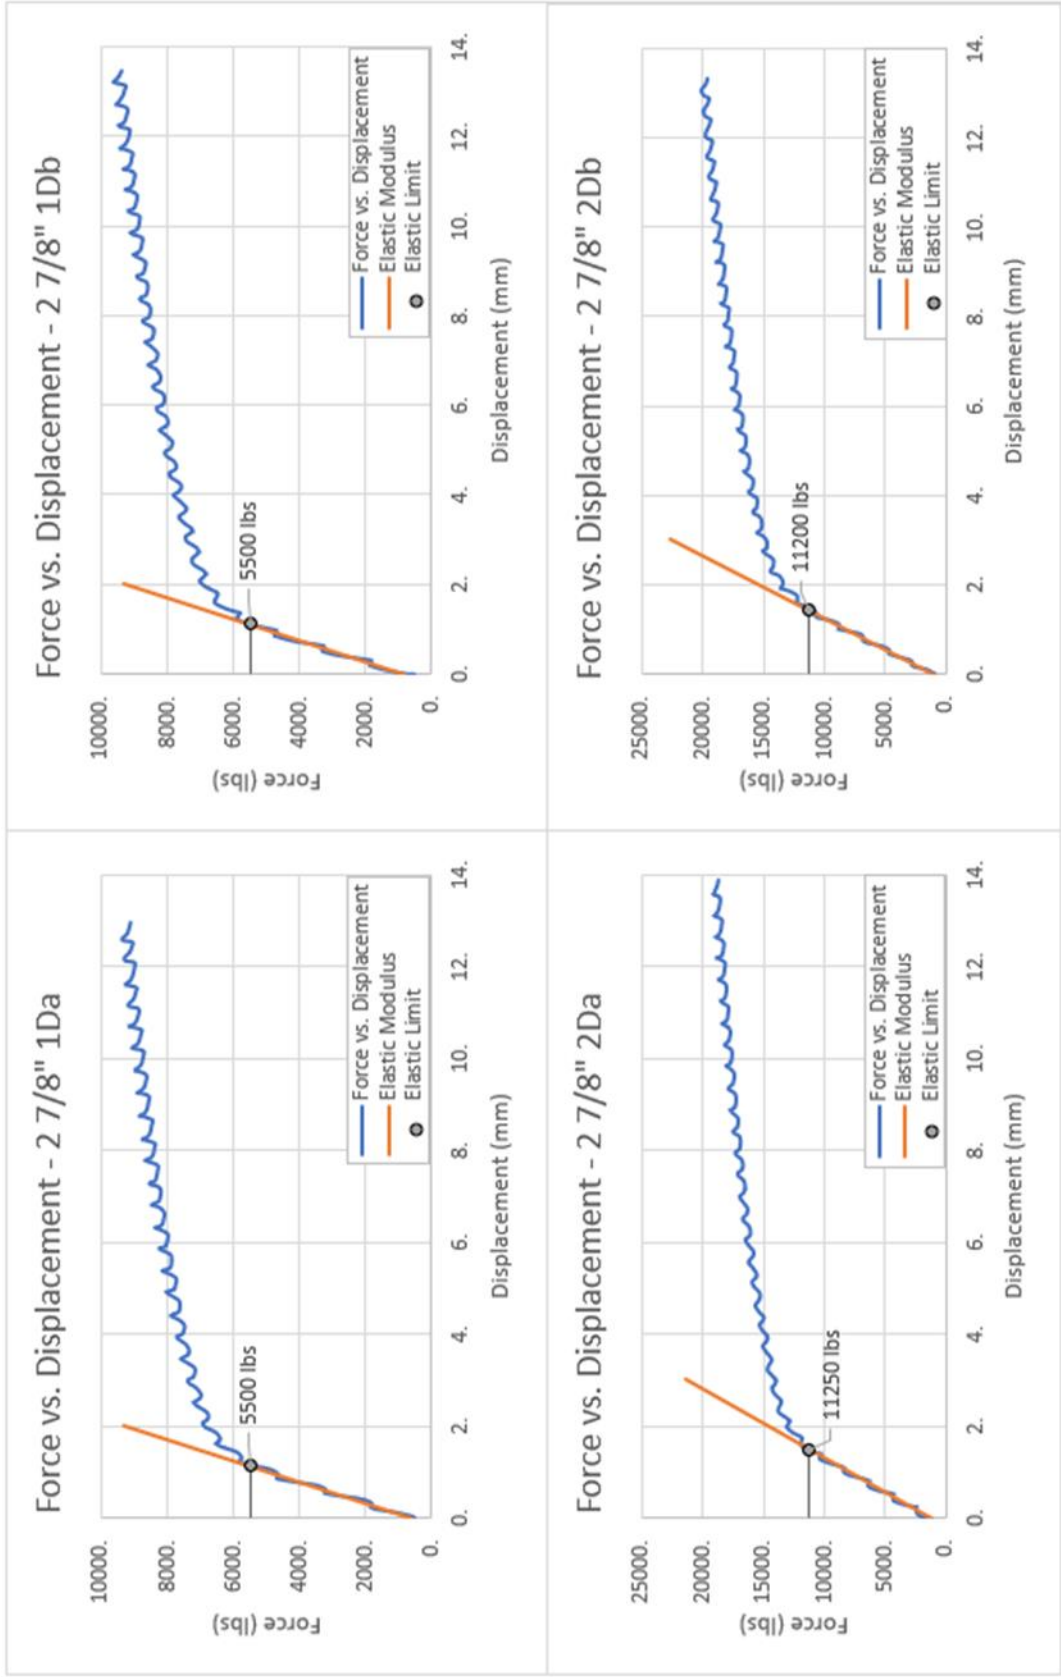 Force vs. Displacement - 2 7/8" 1Da
10000.
8000.
6000.
4000.
2000.
0.
Force (lbs)
5500 lbs
Force vs. Displacement
Elastic Modulus
Elastic Limit
0. 2. 4. 6. 8. 10. 12. 14.
Displacement (mm)
Force vs. Displacement - 2 7/8" 1Db
10000.
8000.
6000.
4000.
2000.
0.
Force (lbs)
5500 lbs
Force vs. Displacement
Elastic Modulus
Elastic Limit
0. 2. 4. 6. 8. 10. 12. 14.
Displacement (mm)
Force vs. Displacement - 2 7/8" 2Da
25000.
20000.
15000.
10000.
5000.
0.
Force (lbs)
11250 lbs
Force vs. Displacement
Elastic Modulus
Elastic Limit
0. 2. 4. 6. 8. 10. 12. 14.
Displacement (mm)
Force vs. Displacement - 2 7/8" 2Db
25000.
20000.
15000.
10000.
5000.
0.
Force (lbs)
11200 lbs
Force vs. Displacement
Elastic Modulus
Elastic Limit
0. 2. 4. 6. 8. 10. 12. 14.
Displacement (mm)